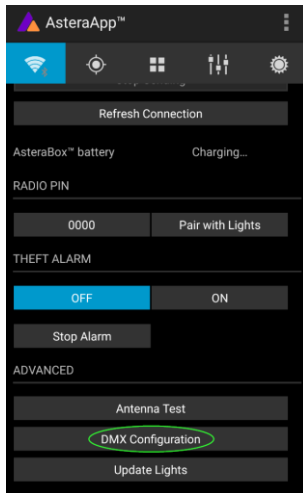 AsteraApp™
Refresh Connection
AsteraBox™ battery Charging...
RADIO PIN
0000 Pair with Lights
THEFT ALARM
OFF ON
Stop Alarm
ADVANCED
Antenna Test
DMX Configuration
Update Lights